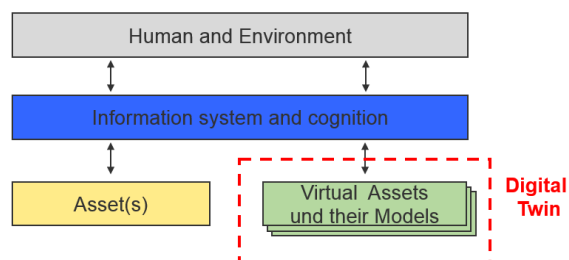 Human and Environment
Information system and cognition
Asset(s)
Virtual Assets
und their Models
Digital
Twin